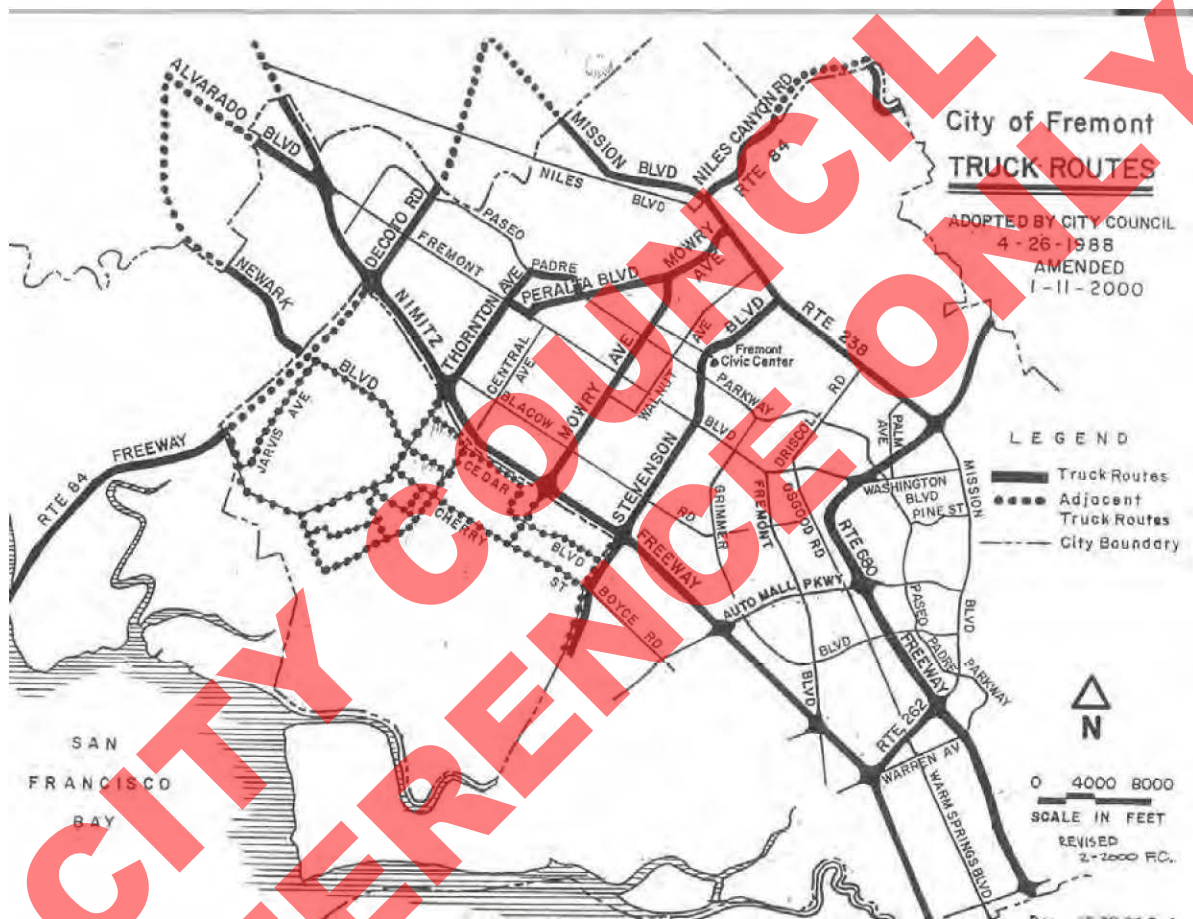 City of Fremont
TRUCK ROUTES
ADOPTED BY CITY COUNCIL
4-26-1988
AMENDED
1-11-2000
LEGEND
Truck Routes
Adjacent
Truck Routes
City Boundary
N
0 4000 8000
SCALE IN FEET
REVISED
2-2000 F.C.
ALVARADO
BLVD
NEWARK
BLVD
JARVIS AVE
RTE 84 FREEWAY
DECOTO RD
FREMONT
PASEO
PADRE
NILES
BLVD
MISSION
BLVD
NILES CANYON RD
RTE 84
MOWRY
AVE
PERALTA BLVD
THORNTON AVE
NIMITZ
CENTRAL
AVE
BLACOW
MOWRY AVE
WALNUT AVE
STEVENSON
BLVD
Fremont
Civic Center
PARKWAY
BLVD
RTE 238
DRISCOLL RD
PALM
AVE
WASHINGTON
BLVD
PINE ST
MISSION
BLVD
CEDAR
BLVD
CHERRY
ST
BOYCE RD
FREEWAY
RD
GRIMMER
FREMONT
OSGOOD RD
RTE 680
AUTO MALL PKWY
BLVD
BLVD
PASEO
PADRE
PARKWAY
FREEWAY
RTE 262
WARREN AV
WARM SPRINGS BLVD
SAN
FRANCISCO
BAY
CITY COUNCIL
ERENCE ONLY